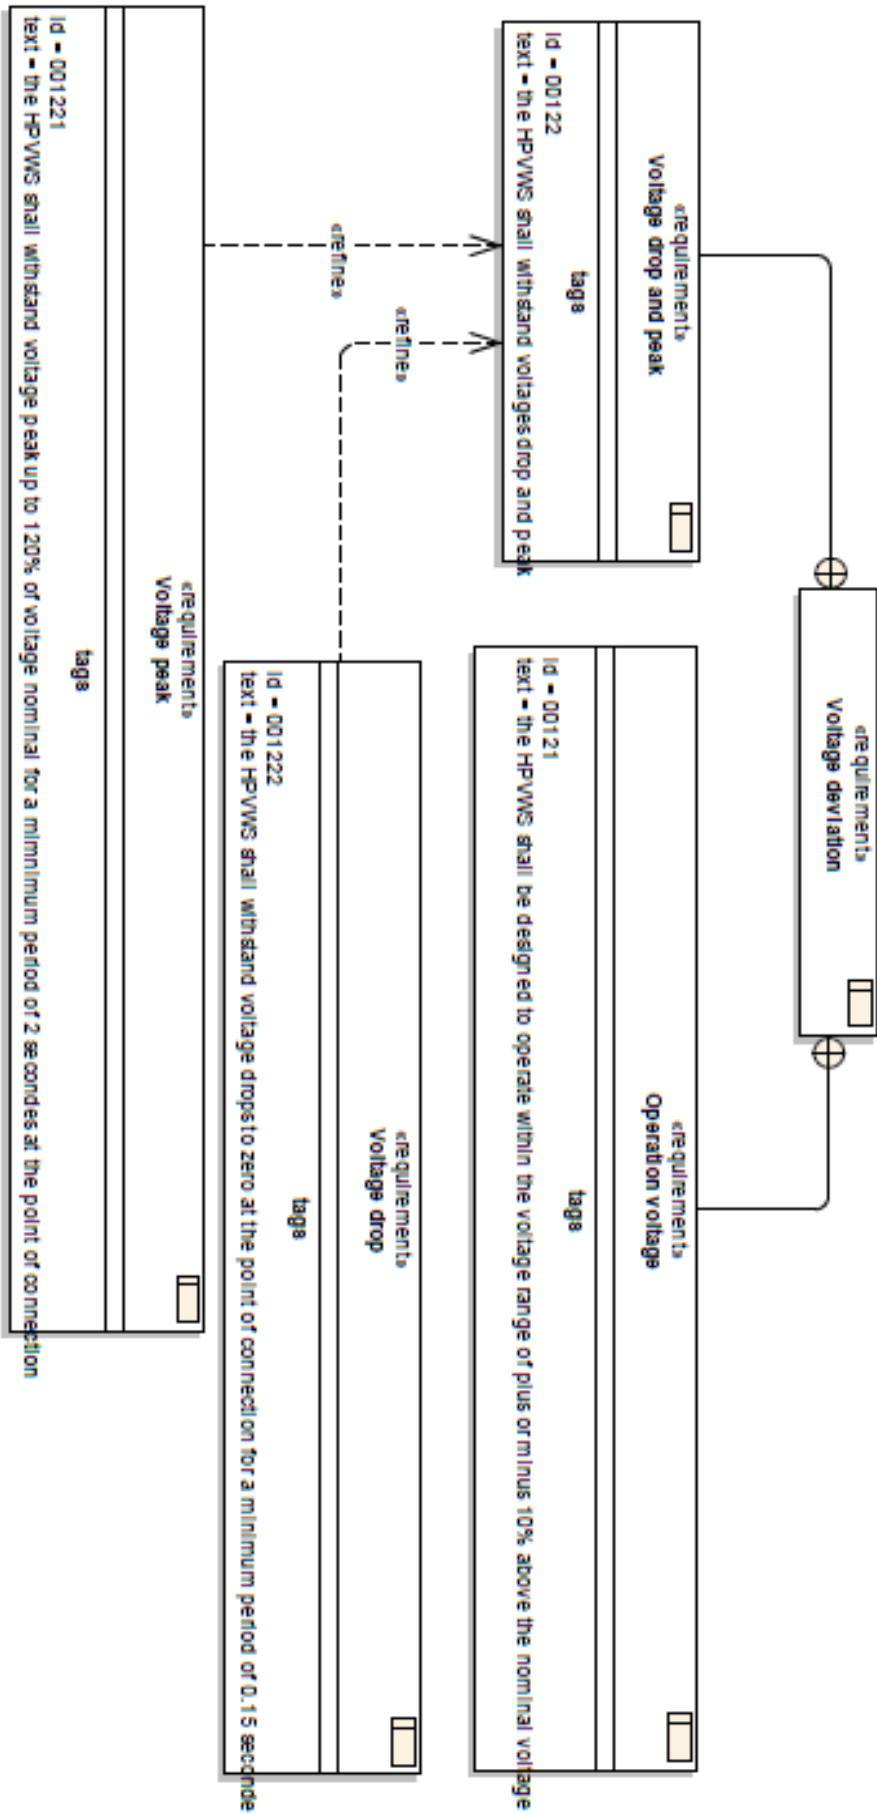 «requirement»
Voltage deviation
«requirement»
Voltage drop and peak
tags
id = 00122
text = the HPVWS shall withstand voltages drop and peak
«requirement»
Operation voltage
tags
id = 00121
text = the HPVWS shall be designed to operate within the voltage range of plus or minus 10% above the nominal voltage
«refine»
«refine»
«requirement»
Voltage drop
tags
id = 001222
text = the HPVWS shall withstand voltage drops to zero at the point of connection for a minimum period of 0.15 seconde
«requirement»
Voltage peak
tags
id = 001221
text = the HPVWS shall withstand voltage peak up to 120% of voltage nominal for a mimnimum period of 2 secondes at the point of connection